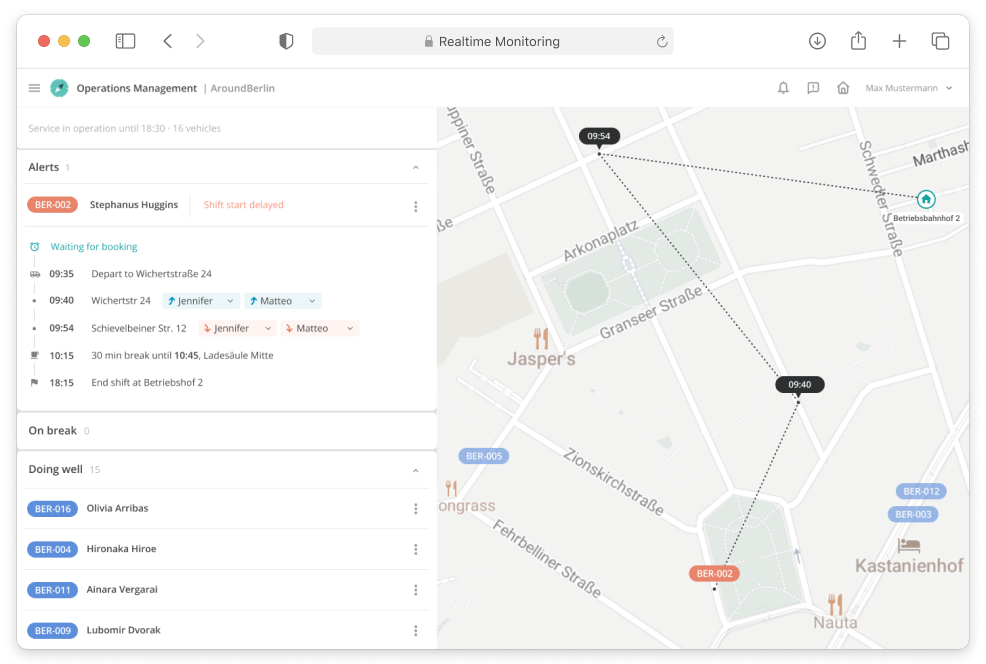 Realtime Monitoring
Operations Management | AroundBerlin
Max Mustermann
Service in operation until 18:30 · 16 vehicles
Alerts 1
BER-002 Stephanus Huggins Shift start delayed
Waiting for booking
09:35 Depart to Wichertstraße 24
09:40 Wichertstr 24 Jennifer Matteo
09:54 Schievelbeiner Str. 12 Jennifer Matteo
10:15 30 min break until 10:45, Ladesäule Mitte
18:15 End shift at Betriebshof 2
On break 0
Doing well 15
BER-016 Olivia Arribas
BER-004 Hironaka Hiroe
BER-011 Ainara Vergarai
BER-009 Lubomir Dvorak
09:54
uppiner Straße
Schwedter Straße
Marthash
Betriebsbahnhof 2
ße
Arkonaplatz
Granseer Straße
Jasper's
09:40
BER-005
Zionskirchstraße
ongrass
BER-012
BER-003
Fehrbelliner Straße
Kastanienhof
BER-002
Nauta